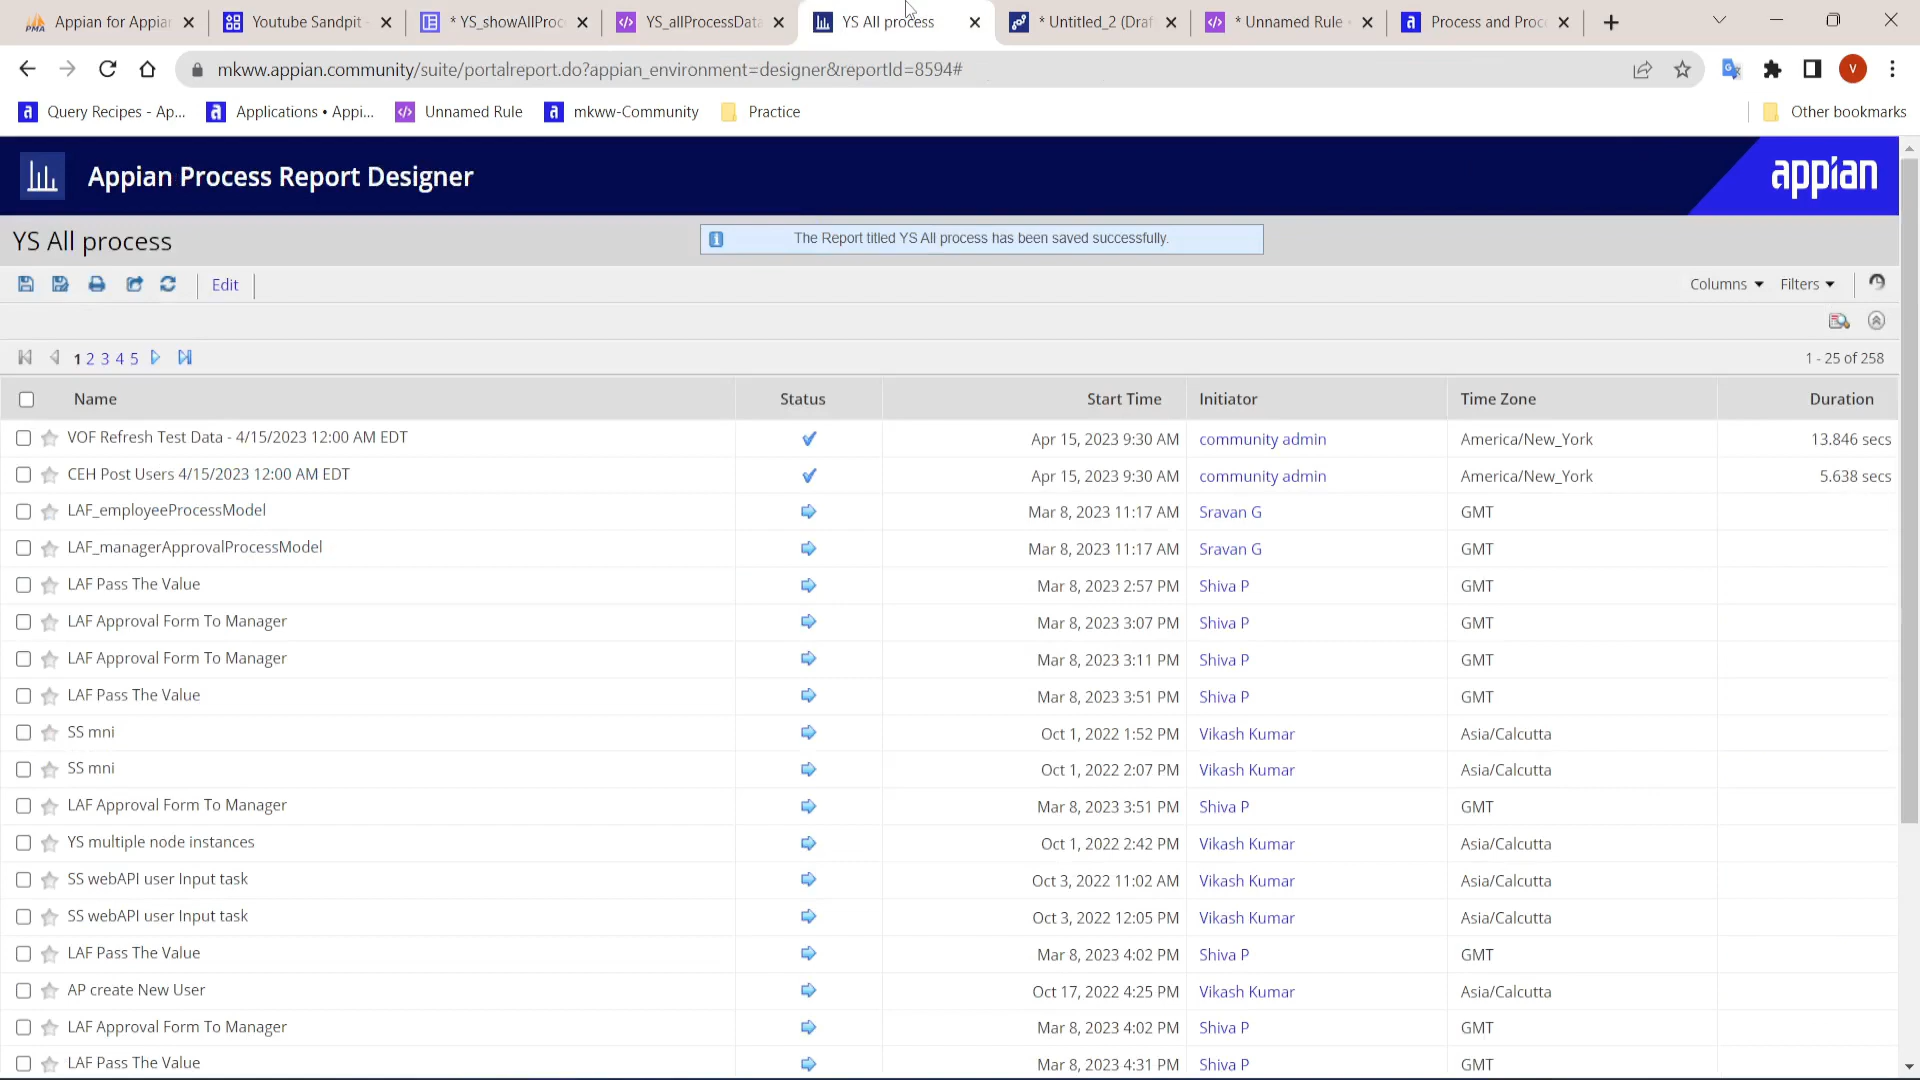 Appian for Appian
Youtube Sandpit -
* YS_showAllProc
YS_allProcessData
YS All process
* Untitled_2 (Draf
* Unnamed Rule
Process and Proc
mkww.appian.community/suite/portalreport.do?appian_environment=designer&reportId=8594#
V
Query Recipes - Ap...
Applications • Appi...
Unnamed Rule
mkww-Community
Practice
Other bookmarks
Appian Process Report Designer
appian
YS All process
The Report titled YS All process has been saved successfully.
Edit
Columns
Filters
1 2 3 4 5
1 - 25 of 258
Name Status Start Time Initiator Time Zone Duration
VOF Refresh Test Data - 4/15/2023 12:00 AM EDT Apr 15, 2023 9:30 AM community admin America/New_York 13.846 secs
CEH Post Users 4/15/2023 12:00 AM EDT Apr 15, 2023 9:30 AM community admin America/New_York 5.638 secs
LAF_employeeProcessModel Mar 8, 2023 11:17 AM Sravan G GMT
LAF_managerApprovalProcessModel Mar 8, 2023 11:17 AM Sravan G GMT
LAF Pass The Value Mar 8, 2023 2:57 PM Shiva P GMT
LAF Approval Form To Manager Mar 8, 2023 3:07 PM Shiva P GMT
LAF Approval Form To Manager Mar 8, 2023 3:11 PM Shiva P GMT
LAF Pass The Value Mar 8, 2023 3:51 PM Shiva P GMT
SS mni Oct 1, 2022 1:52 PM Vikash Kumar Asia/Calcutta
SS mni Oct 1, 2022 2:07 PM Vikash Kumar Asia/Calcutta
LAF Approval Form To Manager Mar 8, 2023 3:51 PM Shiva P GMT
YS multiple node instances Oct 1, 2022 2:42 PM Vikash Kumar Asia/Calcutta
SS webAPI user Input task Oct 3, 2022 11:02 AM Vikash Kumar Asia/Calcutta
SS webAPI user Input task Oct 3, 2022 12:05 PM Vikash Kumar Asia/Calcutta
LAF Pass The Value Mar 8, 2023 4:02 PM Shiva P GMT
AP create New User Oct 17, 2022 4:25 PM Vikash Kumar Asia/Calcutta
LAF Approval Form To Manager Mar 8, 2023 4:02 PM Shiva P GMT
LAF Pass The Value Mar 8, 2023 4:31 PM Shiva P GMT